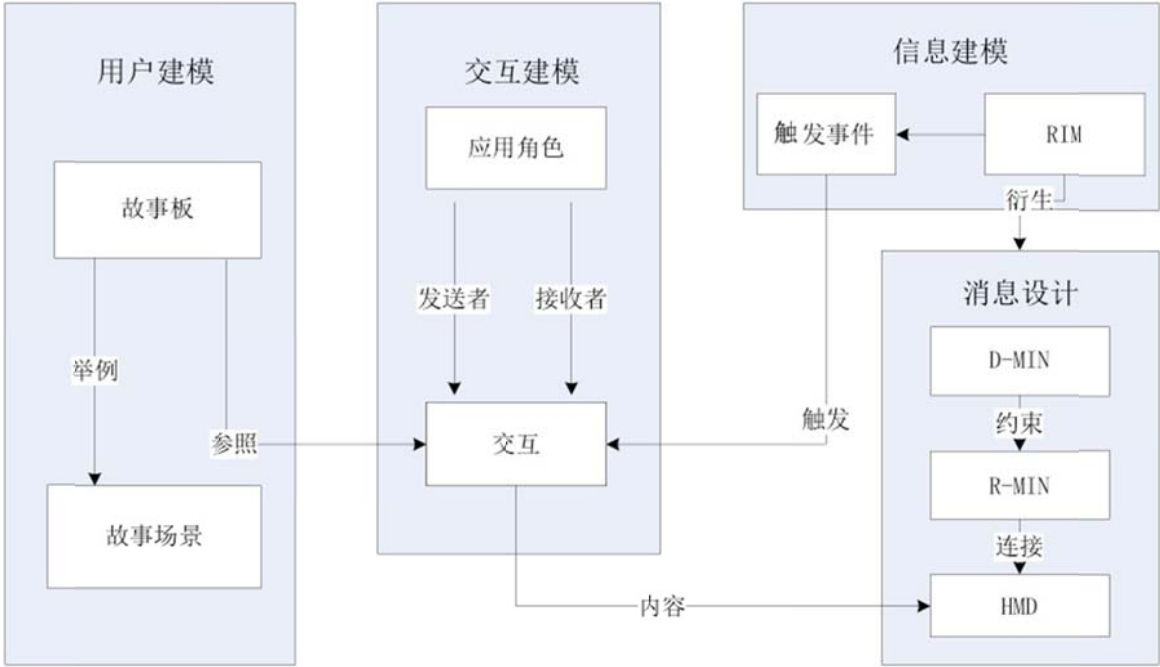 用户建模
故事板
举例
参照
故事场景
交互建模
应用角色
发送者
接收者
交互
内容
信息建模
触发事件
RIM
衍生
触发
消息设计
D-MIN
约束
R-MIN
连接
HMD